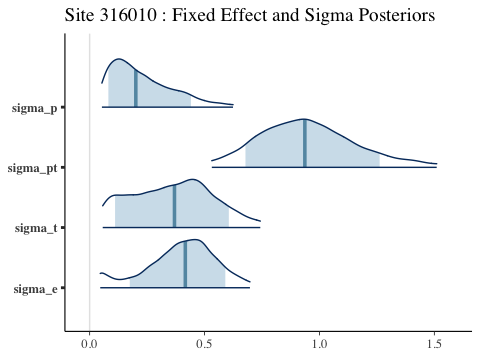 Site 316010 : Fixed Effect and Sigma Posteriors
sigma_p
sigma_pt
sigma_t
sigma_e
0.0 0.5 1.0 1.5